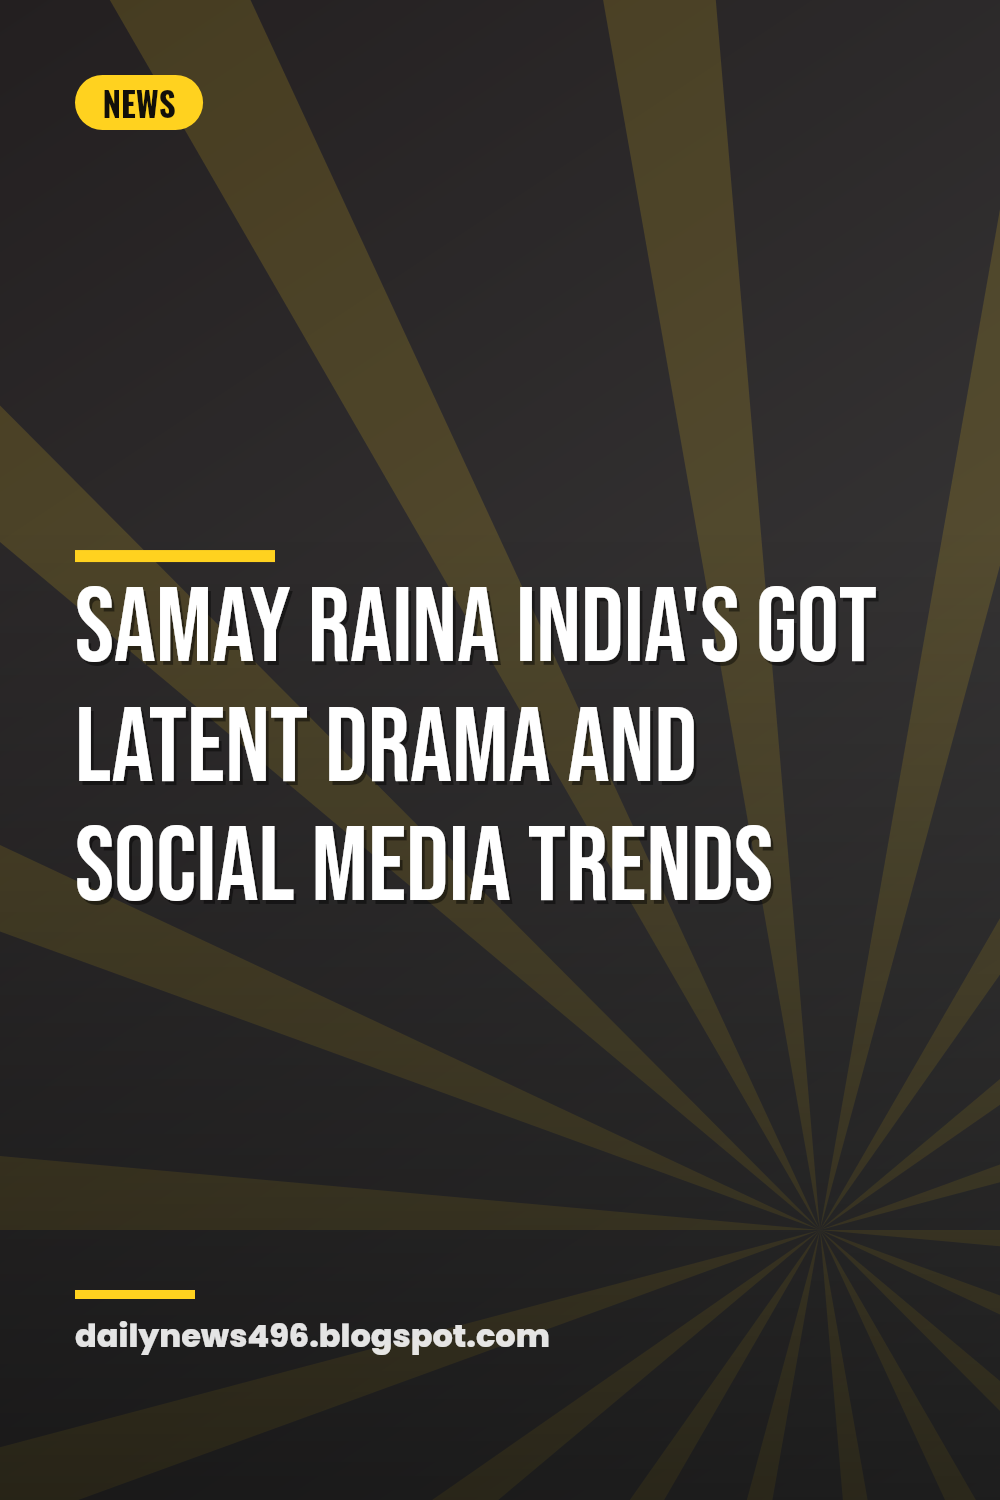 NEWS
SAMAY RAINA INDIA'S GOT
LATENT DRAMA AND
SOCIAL MEDIA TRENDS
dailynews496.blogspot.com